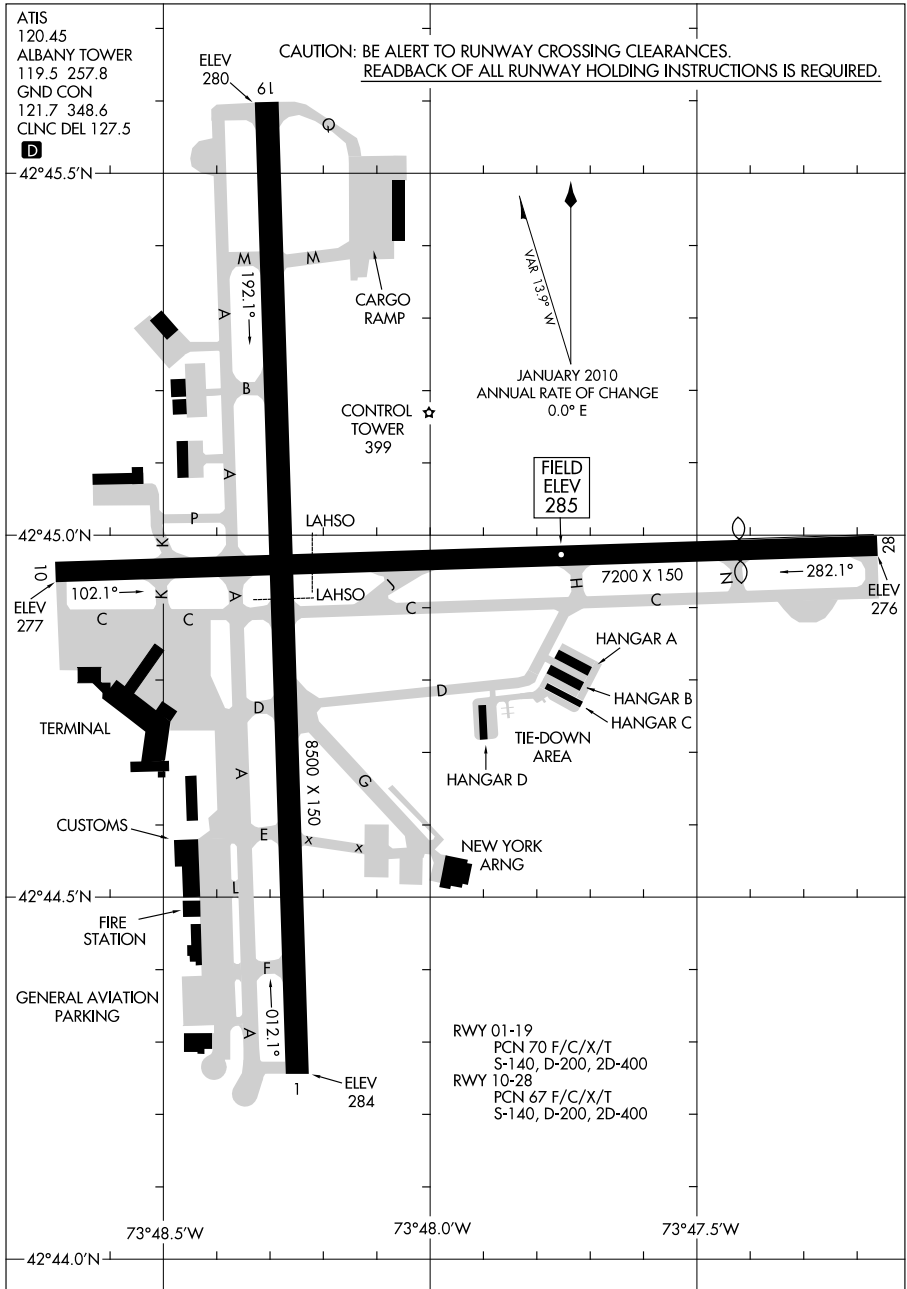 ATIS
120.45
ALBANY TOWER
119.5 257.8
GND CON
121.7 348.6
CLNC DEL 127.5
D
CAUTION: BE ALERT TO RUNWAY CROSSING CLEARANCES.
READBACK OF ALL RUNWAY HOLDING INSTRUCTIONS IS REQUIRED.
ELEV
280
19
Q
42°45.5'N
M
M
192.1°
A
CARGO
RAMP
VAR 13.9° W
JANUARY 2010
ANNUAL RATE OF CHANGE
0.0° E
B
CONTROL
TOWER
399
A
FIELD
ELEV
285
P
LAHSO
42°45.0'N
K
28
10
J
H
7200 X 150
N
282.1°
102.1°
K
A
LAHSO
ELEV
277
C
C
C
C
ELEV
276
HANGAR A
HANGAR B
HANGAR C
D
D
TERMINAL
TIE-DOWN
AREA
HANGAR D
8500 X 150
A
G
CUSTOMS
E
x
x
NEW YORK
ARNG
L
42°44.5'N
FIRE
STATION
F
GENERAL AVIATION
PARKING
012.1°
A
RWY 01-19
PCN 70 F/C/X/T
S-140, D-200, 2D-400
RWY 10-28
PCN 67 F/C/X/T
S-140, D-200, 2D-400
1
ELEV
284
73°48.5'W
73°48.0'W
73°47.5'W
42°44.0'N